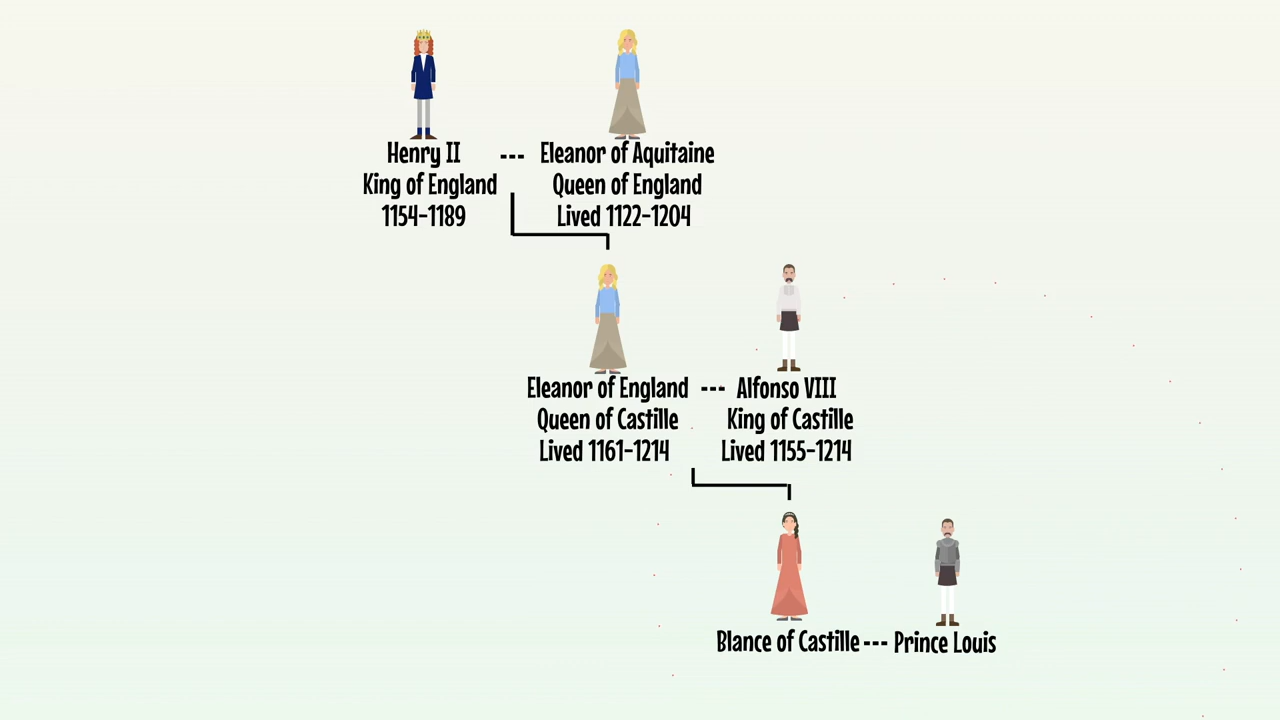 Henry II --- Eleanor of Aquitaine
King of England Queen of England
1154-1189 Lived 1122-1204
Eleanor of England --- Alfonso VIII
Queen of Castille King of Castille
Lived 1161-1214 Lived 1155-1214
Blance of Castille --- Prince Louis